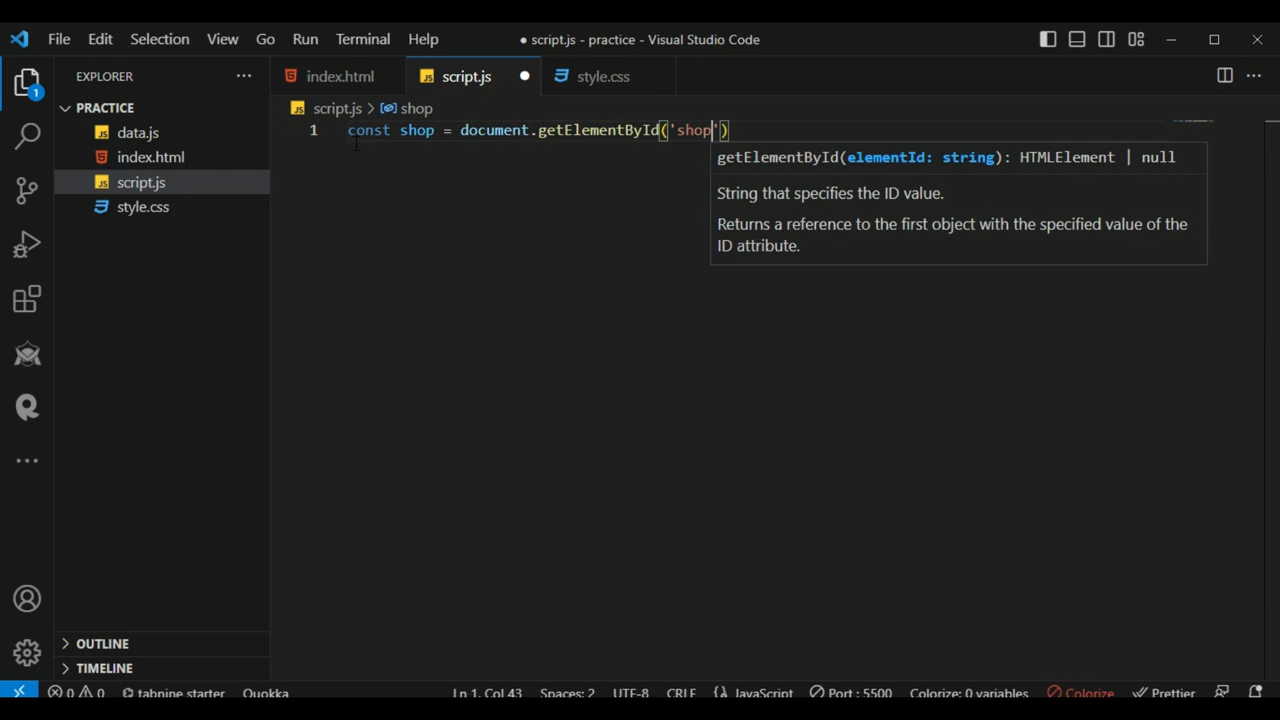 File Edit Selection View Go Run Terminal Help ● script.js - practice - Visual Studio Code
EXPLORER ... index.html script.js ● style.css ...
PRACTICE
data.js
index.html
script.js
style.css
script.js > shop
1 const shop = document.getElementById('shop')
getElementById(elementId: string): HTMLElement | null
String that specifies the ID value.
Returns a reference to the first object with the specified value of the
ID attribute.
1
OUTLINE
TIMELINE
0 0 tabnine starter Quokka Ln 1, Col 43 Spaces: 2 UTF-8 CRLF {} JavaScript Port : 5500 Colorize: 0 variables Colorize Prettier